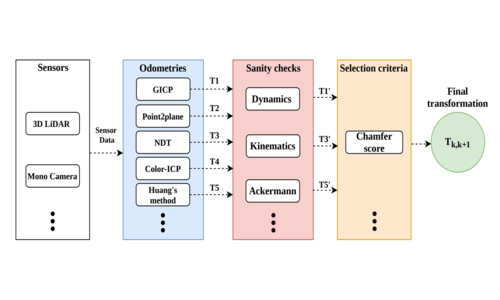 Sensors
3D LiDAR
Mono Camera
Sensor
Data
Odometries
GICP
Point2plane
NDT
Color-ICP
Huang's
method
T1
T2
T3
T4
T5
Sanity checks
Dynamics
Kinematics
Ackermann
T1'
T3'
T5'
Selection criteria
Chamfer
score
Final
transformation
Tk,k+1